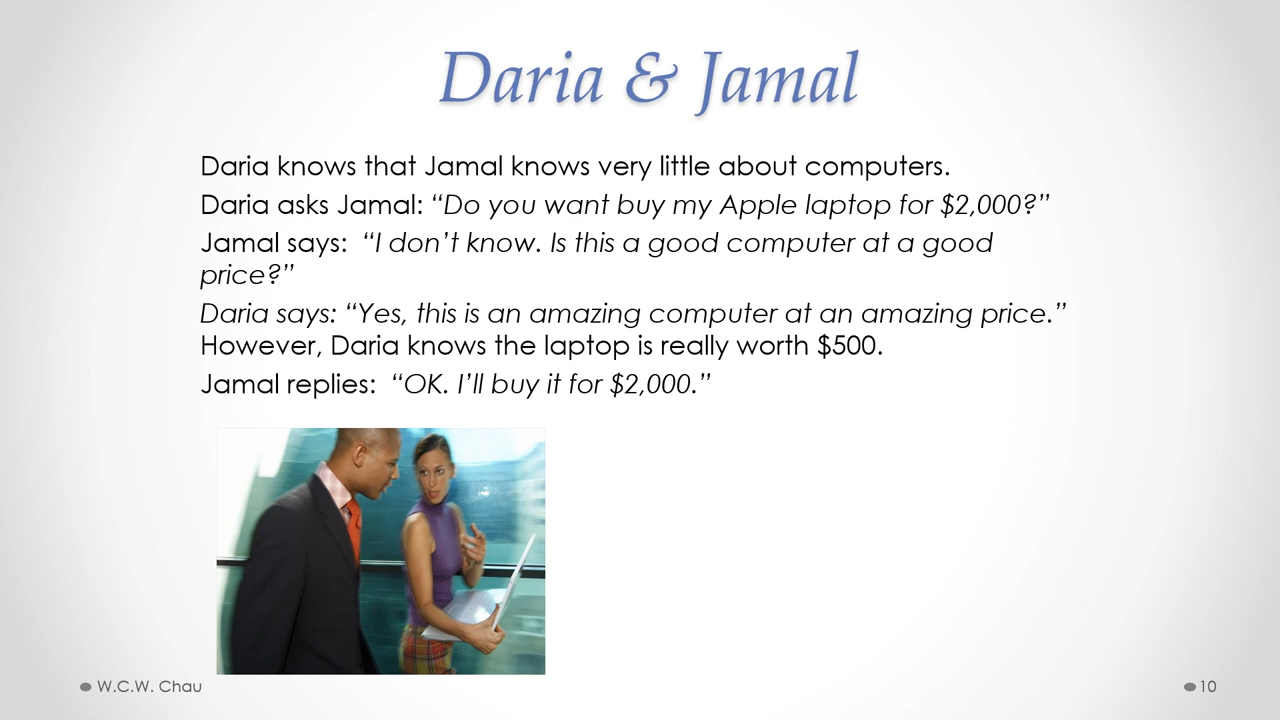 Daria & Jamal
Daria knows that Jamal knows very little about computers.
Daria asks Jamal: “Do you want buy my Apple laptop for $2,000?”
Jamal says:  “I don’t know. Is this a good computer at a good
price?”
Daria says: “Yes, this is an amazing computer at an amazing price.”
However, Daria knows the laptop is really worth $500.
Jamal replies:  “OK. I’ll buy it for $2,000.”
W.C.W. Chau
10